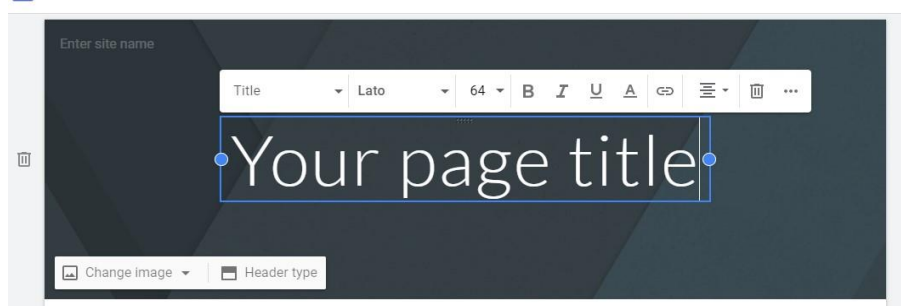 Enter site name
Title Lato 64 B I U A
Your page title
Change image Header type